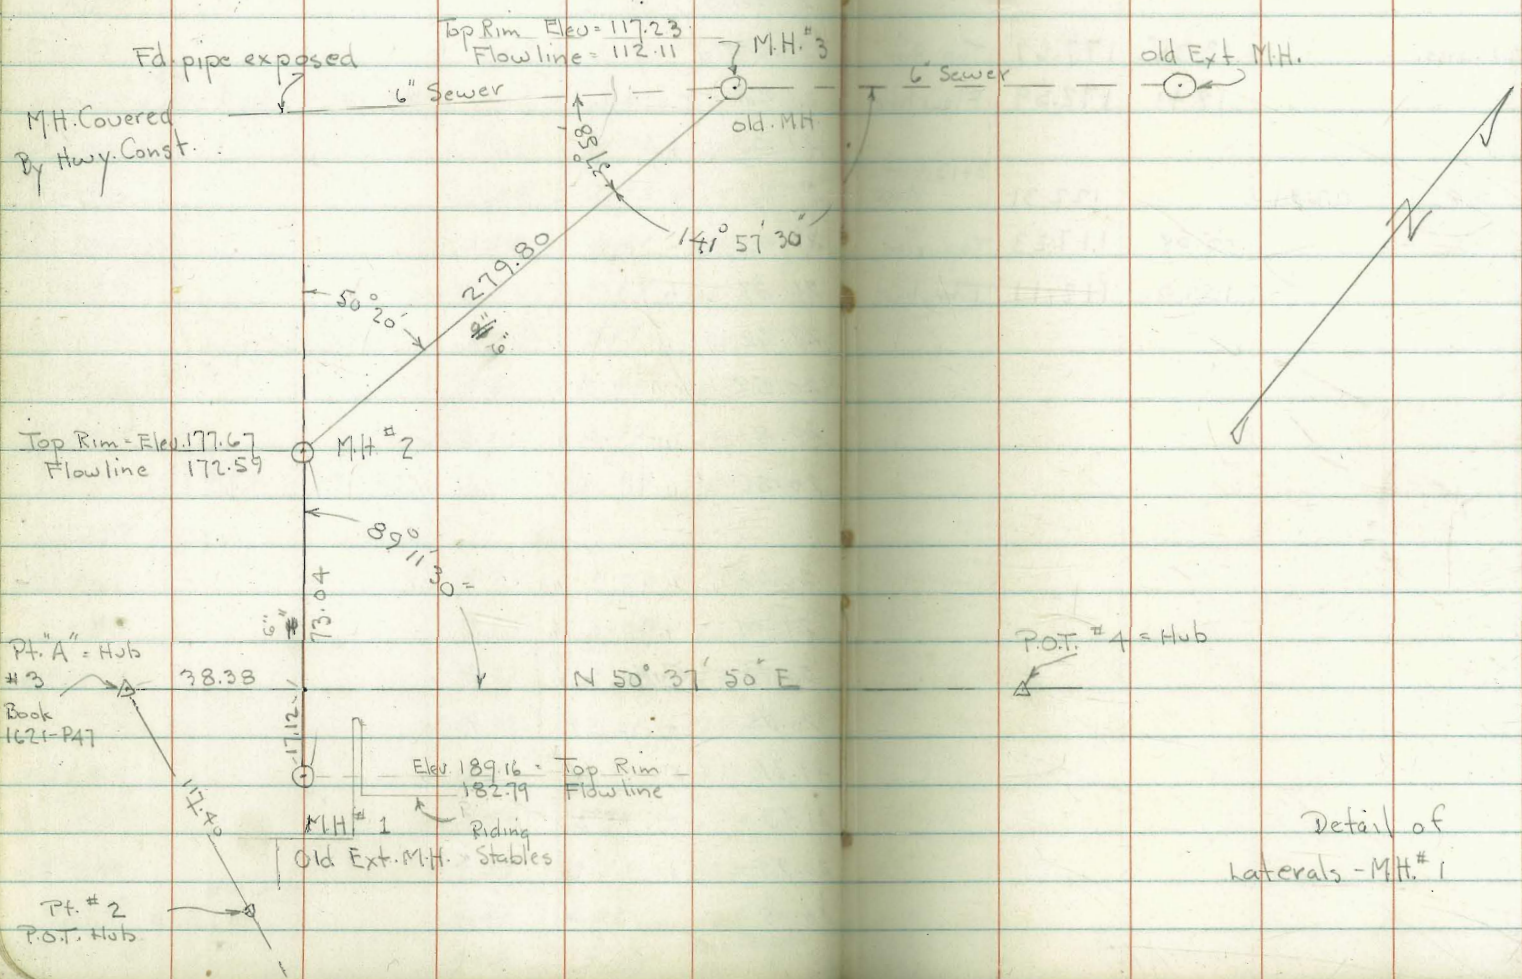 Top Rim Elev = 117.23
Flowline = 112.11
M.H. #3
old Ext. M.H.
Fd. pipe exposed
6" Sewer
6" Sewer
M.H. Covered
By Hwy. Const.
old. MH
141° 57' 30"
279.80
50° 20'
6"
Top Rim = Elev. 177.67
Flowline 172.59
M.H. #2
89° 11' 30"
73.04
6"
P.O.T. #4 = Hub
Pt. "A" = Hub
#3
38.38
N 50° 37' 50" E
Book
1621-P47
17.12
Elev. 189.16 = Top Rim
182.79 Flowline
117.40
M.H. #1
Riding
Stables
Old Ext. M.H.
Detail of
Laterals - M.H. #1
Pt. #2
P.O.T. Hub